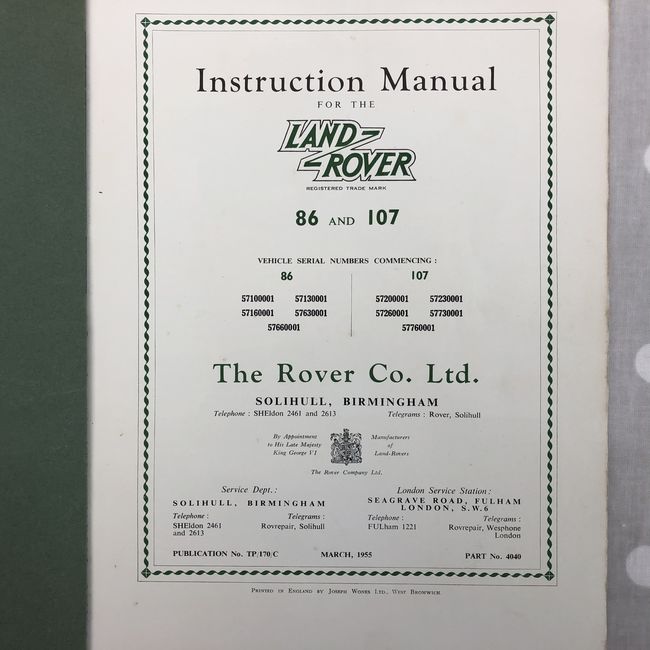 Instruction Manual
FOR THE
LAND-
ROVER
REGISTERED TRADE MARK
86 AND 107
VEHICLE SERIAL NUMBERS COMMENCING :
86 107
57100001 57130001 57200001 57230001
57160001 57630001 57260001 57730001
57660001 57760001
The Rover Co. Ltd.
SOLIHULL, BIRMINGHAM
Telephone : SHEldon 2461 and 2613 Telegrams : Rover, Solihull
By Appointment Manufacturers
to His Late Majesty of
King George VI Land-Rovers
The Rover Company Ltd.
Service Dept. : London Service Station :
SOLIHULL, BIRMINGHAM SEAGRAVE ROAD, FULHAM
LONDON, S.W.6
Telephone : Telegrams : Telephone : Telegrams :
SHEldon 2461 Rovrepair, Solihull FULham 1221 Rovrepair, Wesphone
and 2613 London
PUBLICATION No. TP/170/C MARCH, 1955 PART No. 4040
PRINTED IN ENGLAND BY JOSEPH WONES LTD., WEST BROMWICH.